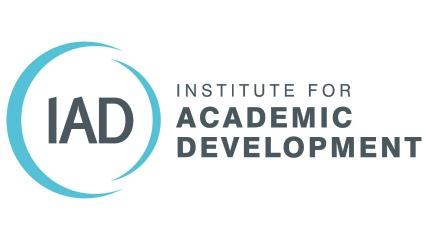 IAD
INSTITUTE FOR
ACADEMIC
DEVELOPMENT